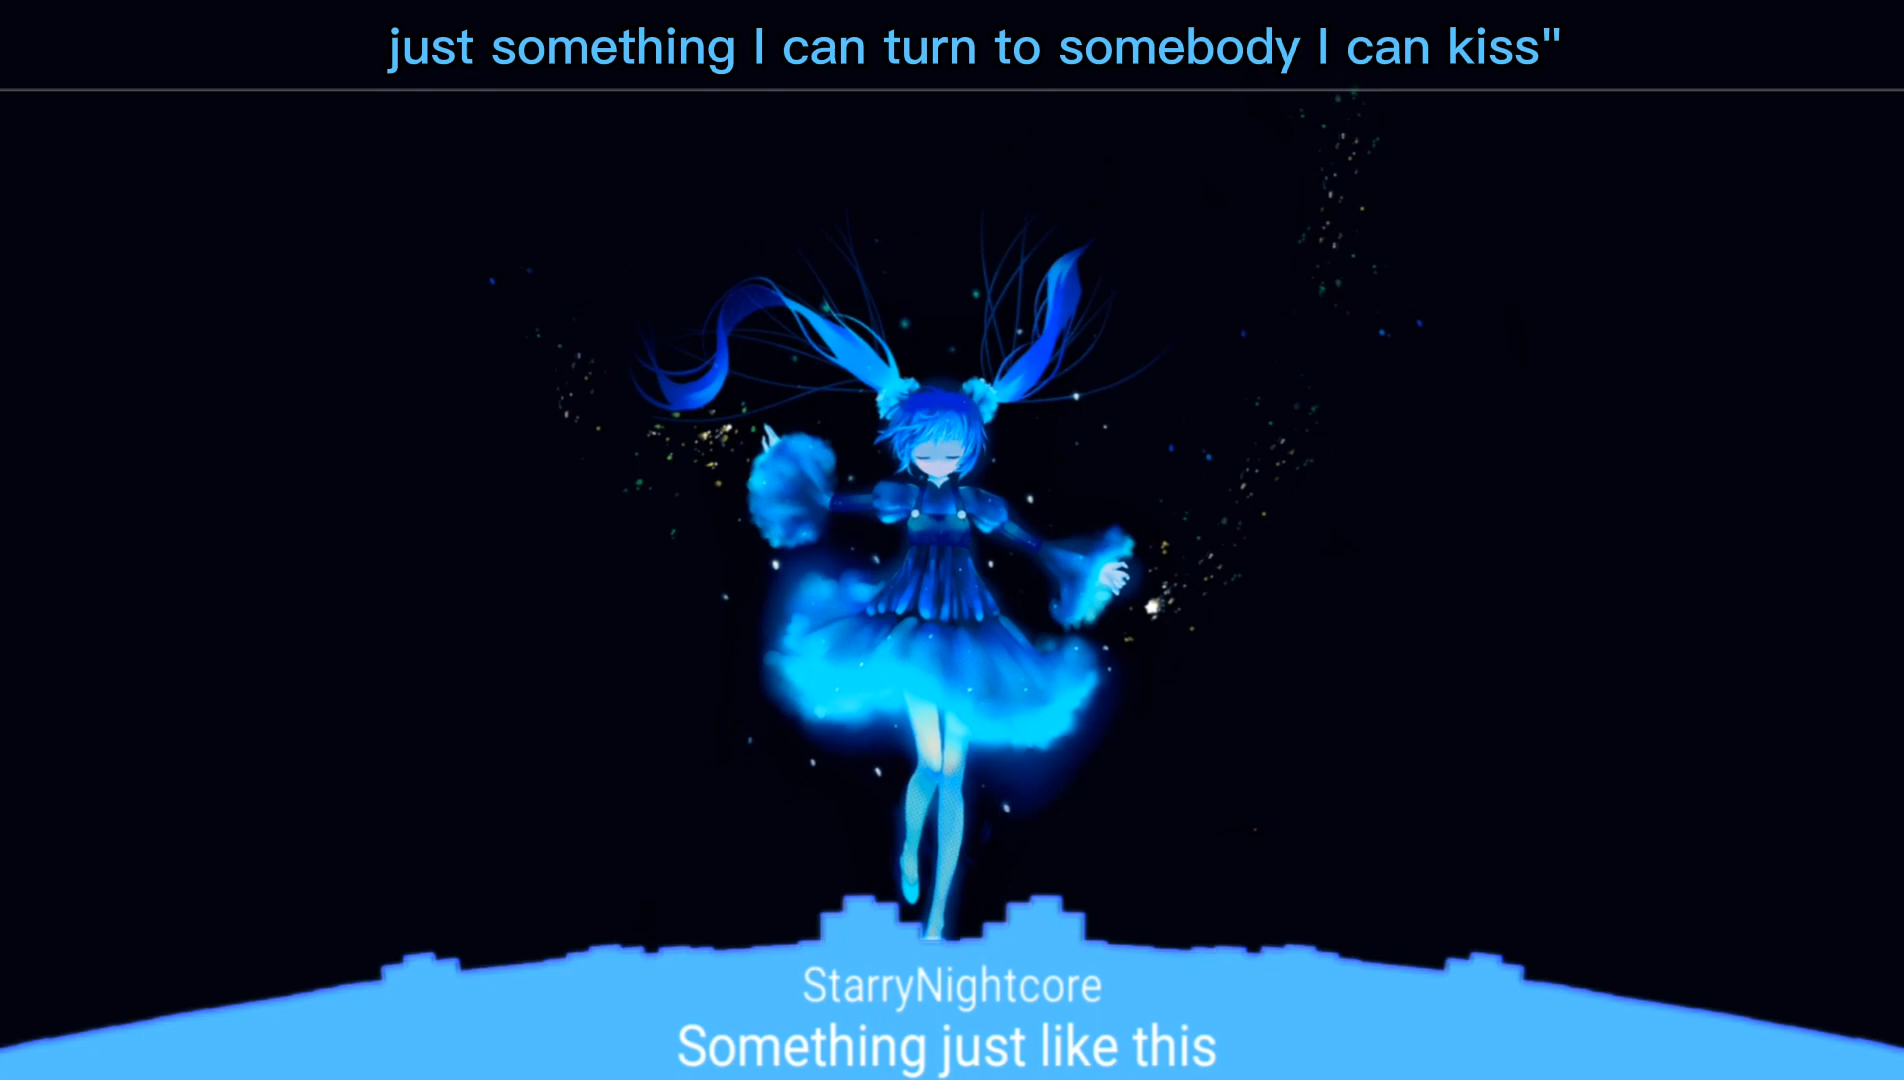 just something I can turn to somebody I can kiss"
StarryNightcore
Something just like this